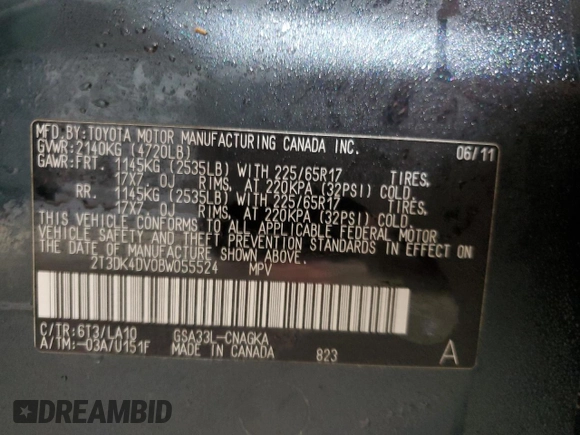 MFD.BY:TOYOTA MOTOR MANUFACTURING CANADA INC.
GVWR:2140KG (4720LB) 06/11
GAWR:FRT. 1145KG (2535LB) WITH 225/65R17 TIRES,
17X7.0J RIMS, AT 220KPA (32PSI) COLD
RR. 1145KG (2535LB) WITH 225/65R17 TIRES,
17X7.0J RIMS, AT 220KPA (32PSI) COLD
THIS VEHICLE CONFORMS TO ALL APPLICABLE FEDERAL MOTOR
VEHICLE SAFETY AND THEFT PREVENTION STANDARDS IN EFFECT ON
THE DATE OF MANUFACTURE SHOWN ABOVE.
2T3DK4DV0BW055524 MPV
C/TR:6T3/LA10 GSA33L-CNAGKA
A/TM:-03A/U151F MADE IN CANADA 823 A
DREAMBID